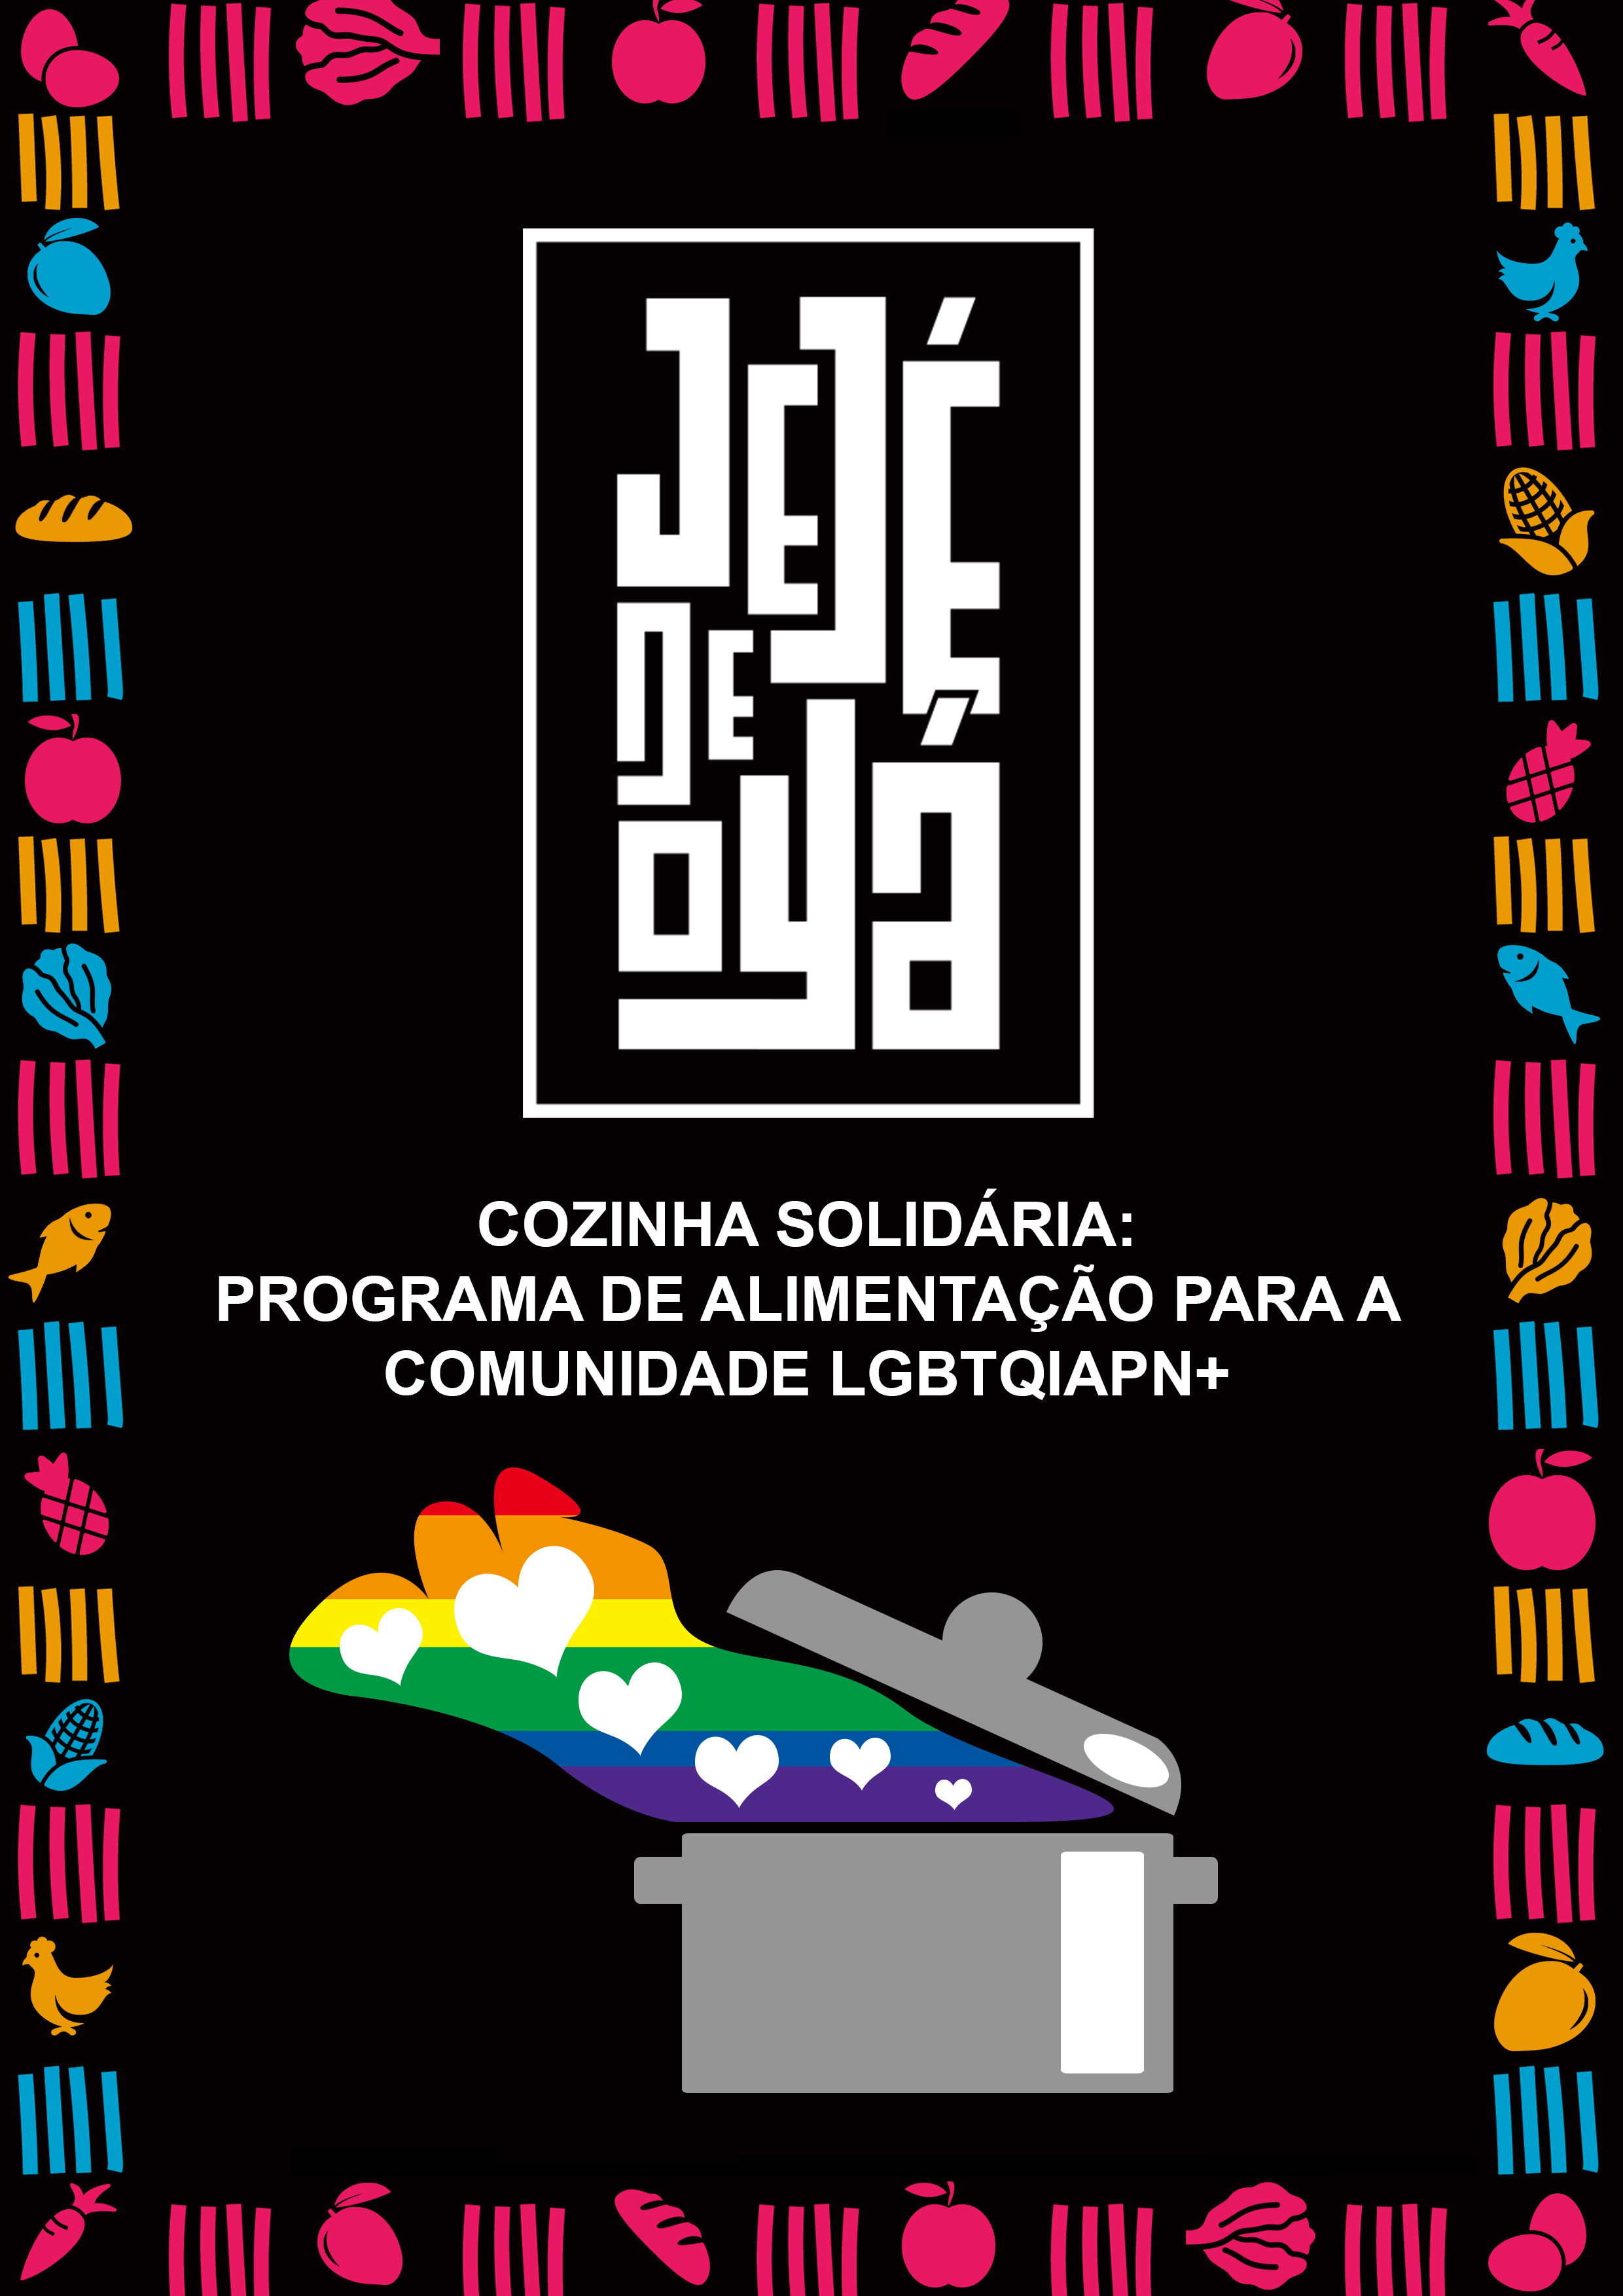 JEJÉ
DE
OYÁ
COZINHA SOLIDÁRIA:
PROGRAMA DE ALIMENTAÇÃO PARA A
COMUNIDADE LGBTQIAPN+